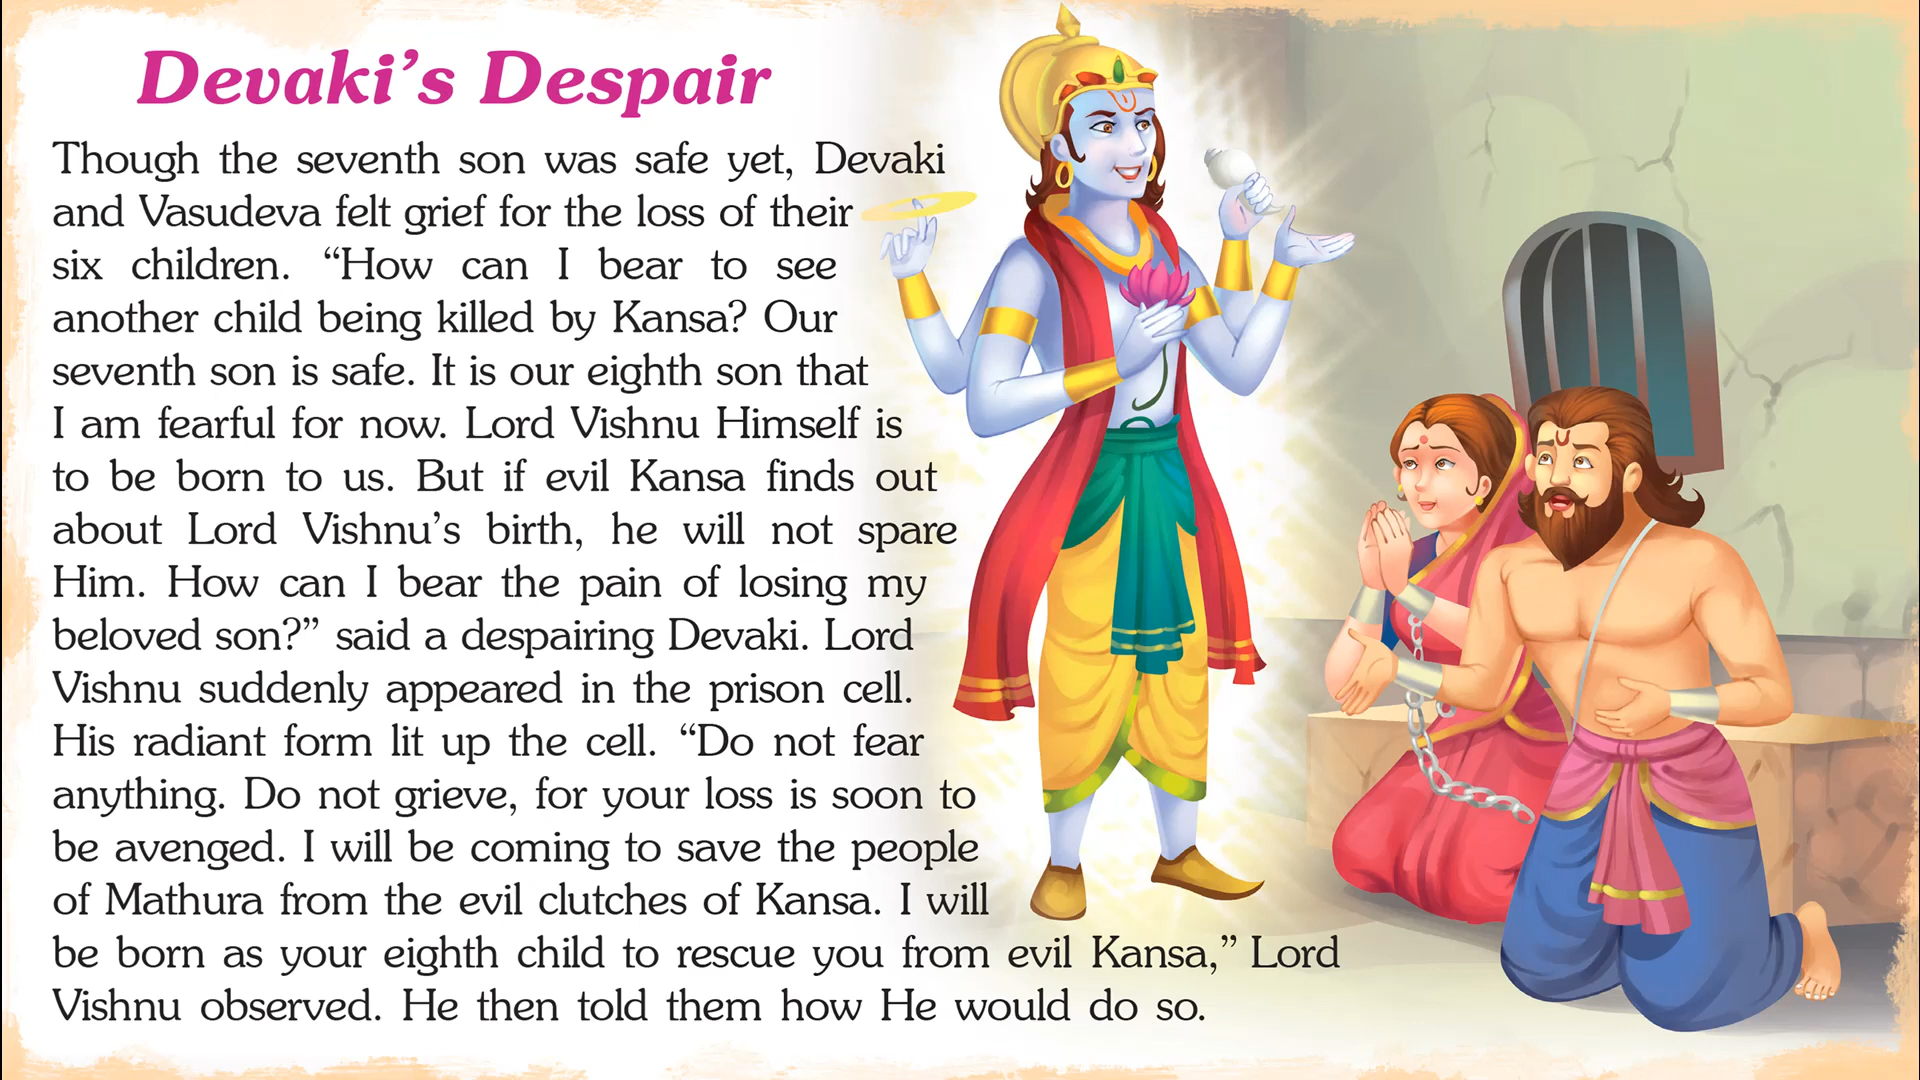 Devaki’s Despair
Though the seventh son was safe yet, Devaki
and Vasudeva felt grief for the loss of their
six children. “How can I bear to see
another child being killed by Kansa? Our
seventh son is safe. It is our eighth son that
I am fearful for now. Lord Vishnu Himself is
to be born to us. But if evil Kansa finds out
about Lord Vishnu’s birth, he will not spare
Him. How can I bear the pain of losing my
beloved son?” said a despairing Devaki. Lord
Vishnu suddenly appeared in the prison cell.
His radiant form lit up the cell. “Do not fear
anything. Do not grieve, for your loss is soon to
be avenged. I will be coming to save the people
of Mathura from the evil clutches of Kansa. I will
be born as your eighth child to rescue you from evil Kansa,” Lord
Vishnu observed. He then told them how He would do so.